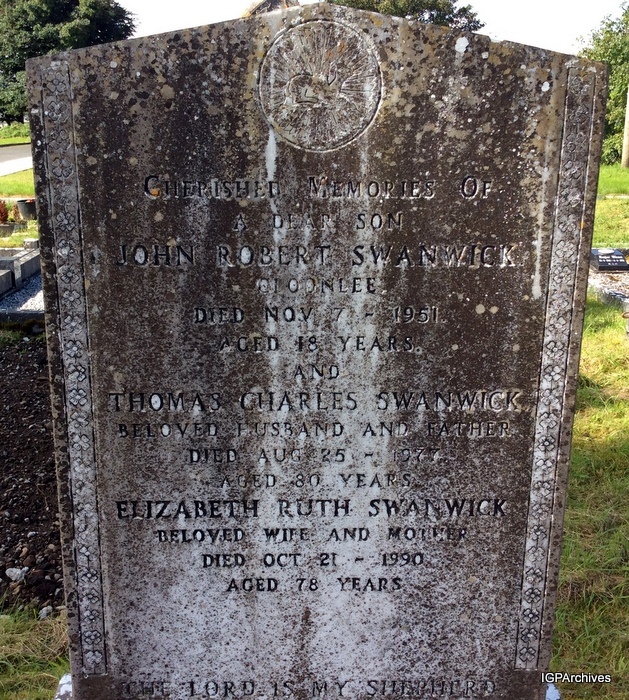 CHERISHED MEMORIES OF
A DEAR SON
JOHN ROBERT SWANWICK
CLOONLEE
DIED NOV 7 - 1951
AGED 18 YEARS
AND
THOMAS CHARLES SWANWICK
BELOVED HUSBAND AND FATHER
DIED AUG 25 - 1977
AGED 80 YEARS
ELIZABETH RUTH SWANWICK
BELOVED WIFE AND MOTHER
DIED OCT 21 - 1990
AGED 78 YEARS
THE LORD IS MY SHEPHERD
IGPArchives